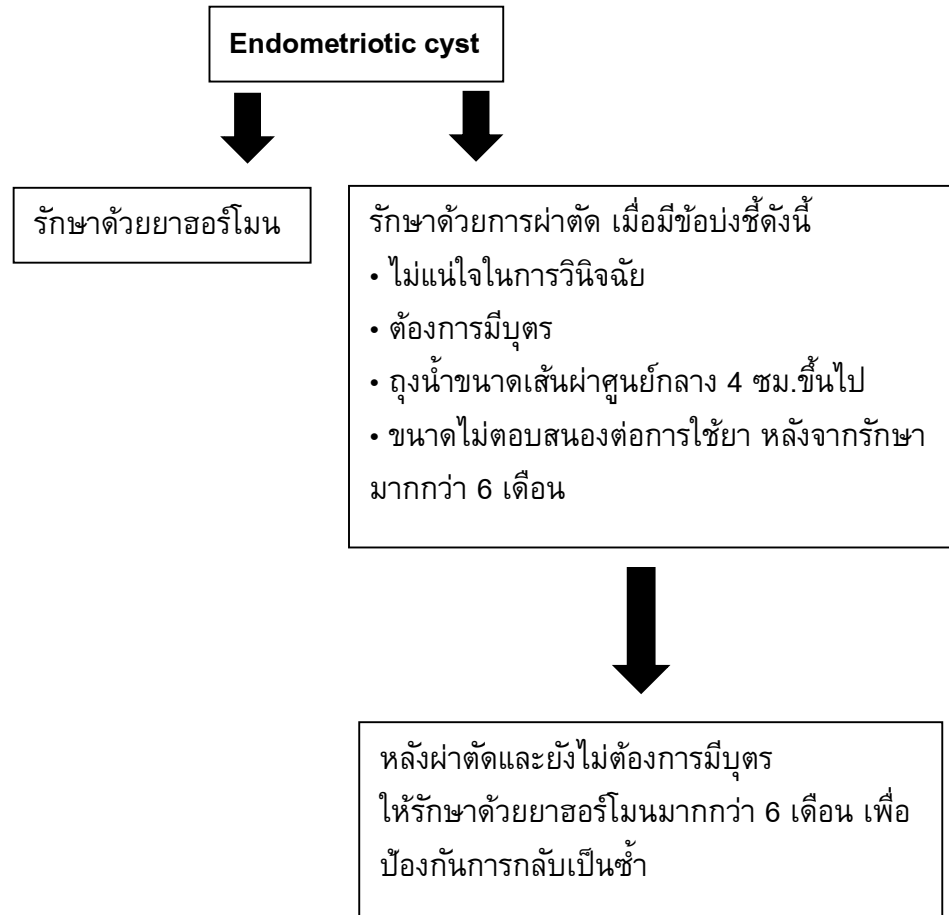 Endometriotic cyst
รักษาด้วยยาฮอร์โมน
รักษาด้วยการผ่าตัด เมื่อมีข้อบ่งชี้ดังนี้
• ไม่แน่ใจในการวินิจฉัย
• ต้องการมีบุตร
• ถุงน้ำขนาดเส้นผ่าศูนย์กลาง 4 ซม.ขึ้นไป
• ขนาดไม่ตอบสนองต่อการใช้ยา หลังจากรักษา
มากกว่า 6 เดือน
หลังผ่าตัดและยังไม่ต้องการมีบุตร
ให้รักษาด้วยยาฮอร์โมนมากกว่า 6 เดือน เพื่อ
ป้องกันการกลับเป็นซ้ำ